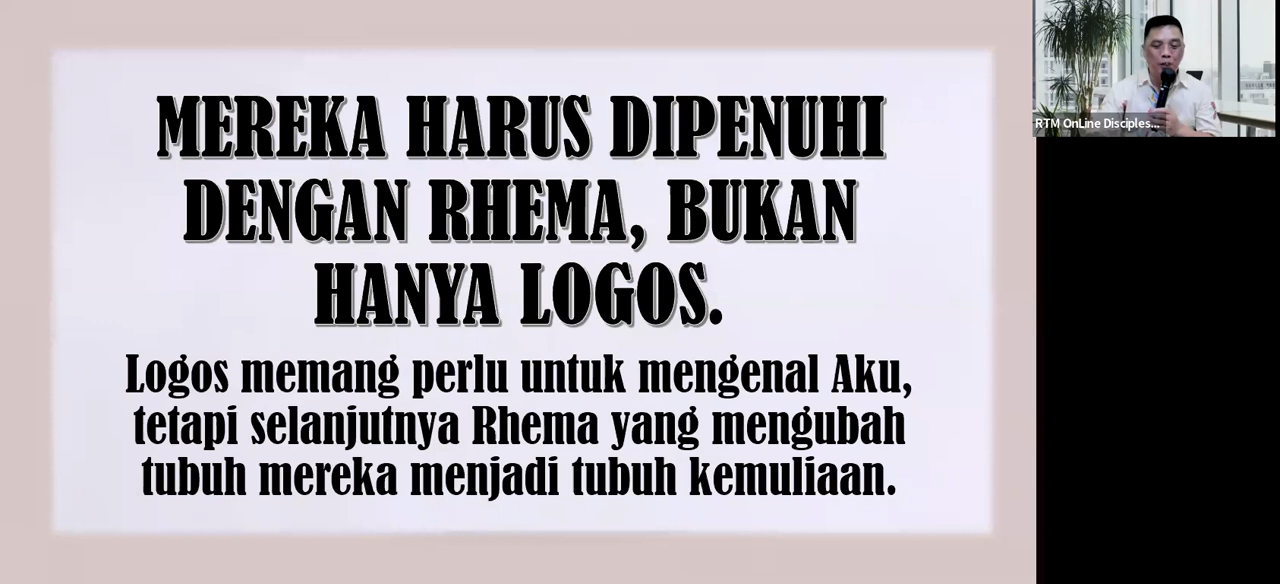 MEREKA HARUS DIPENUHI
DENGAN RHEMA, BUKAN
HANYA LOGOS.
Logos memang perlu untuk mengenal Aku,
tetapi selanjutnya Rhema yang mengubah
tubuh mereka menjadi tubuh kemuliaan.
RTM OnLine Disciples...